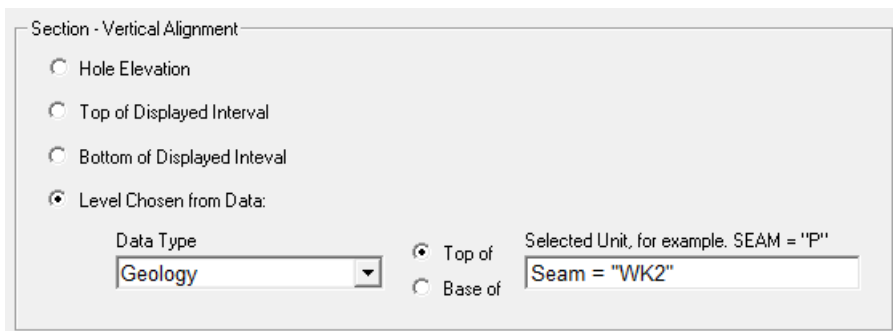 Section - Vertical Alignment
Hole Elevation
Top of Displayed Interval
Bottom of Displayed Inteval
Level Chosen from Data:
Data Type
Geology
Top of
Base of
Selected Unit, for example. SEAM = "P"
Seam = "WK2"